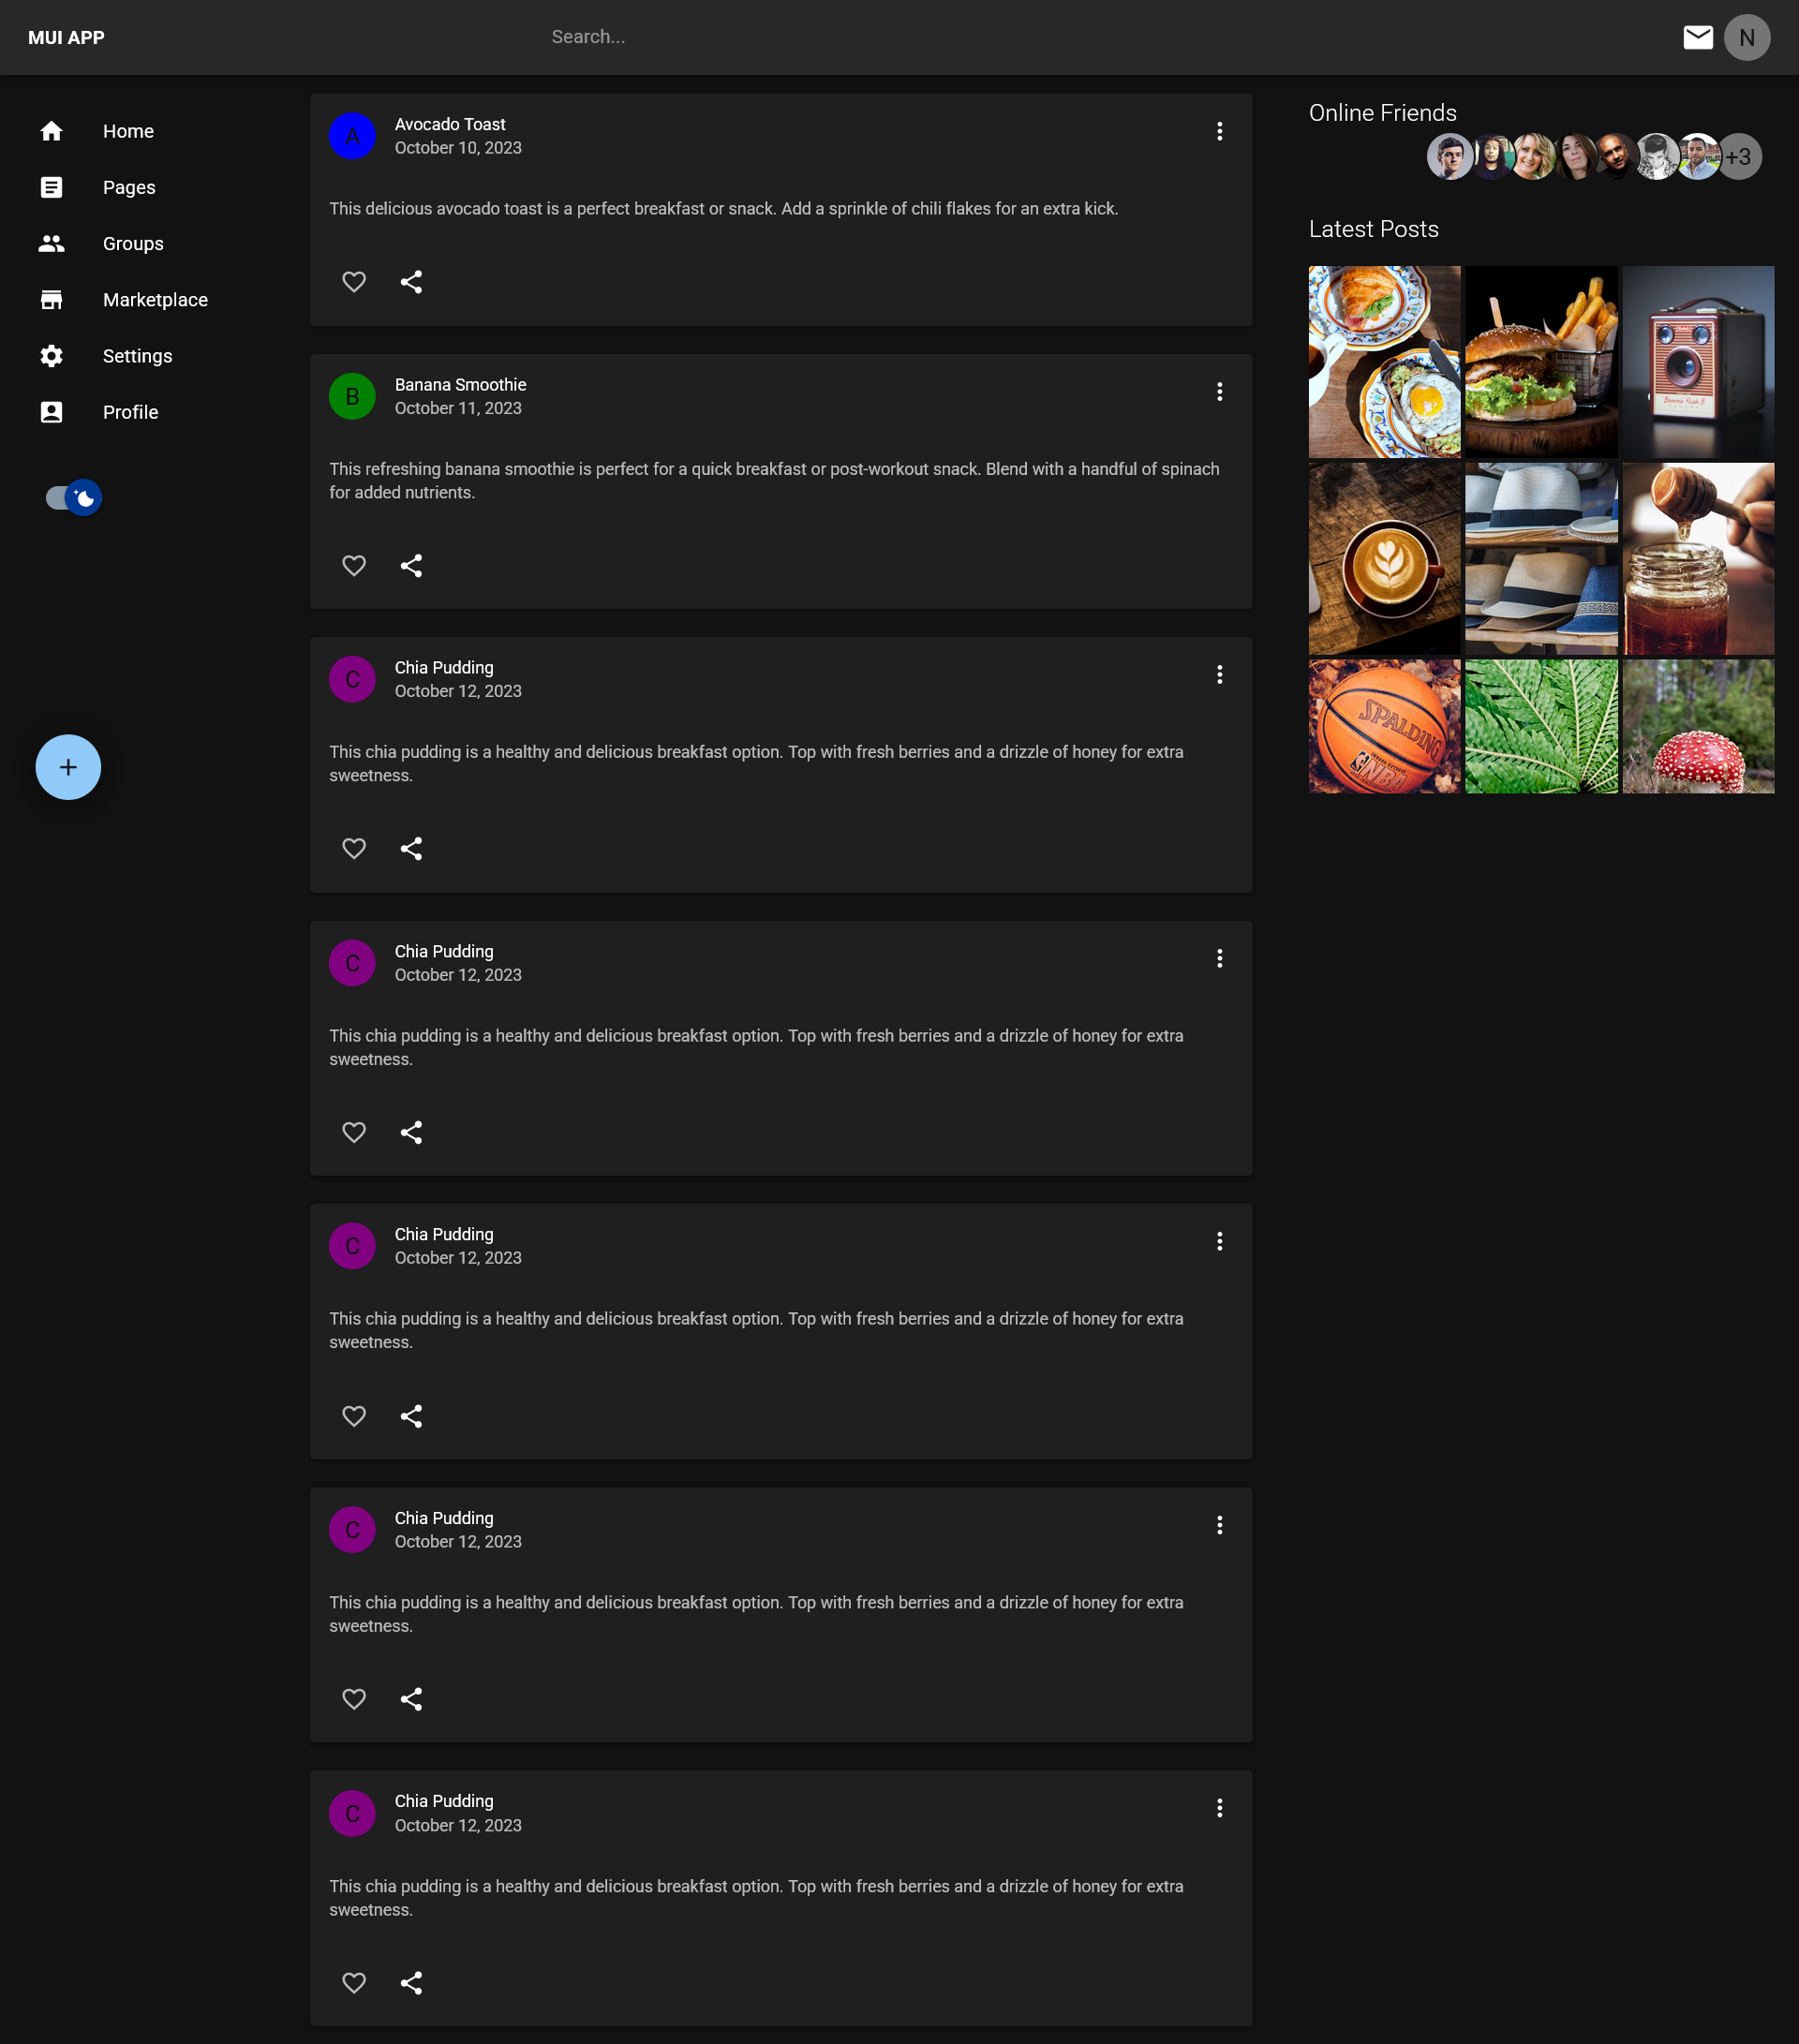 MUI APP
Search...
N
Home
Pages
Groups
Marketplace
Settings
Profile
A
Avocado Toast
October 10, 2023
This delicious avocado toast is a perfect breakfast or snack. Add a sprinkle of chili flakes for an extra kick.
B
Banana Smoothie
October 11, 2023
This refreshing banana smoothie is perfect for a quick breakfast or post-workout snack. Blend with a handful of spinach
for added nutrients.
C
Chia Pudding
October 12, 2023
This chia pudding is a healthy and delicious breakfast option. Top with fresh berries and a drizzle of honey for extra
sweetness.
C
Chia Pudding
October 12, 2023
This chia pudding is a healthy and delicious breakfast option. Top with fresh berries and a drizzle of honey for extra
sweetness.
C
Chia Pudding
October 12, 2023
This chia pudding is a healthy and delicious breakfast option. Top with fresh berries and a drizzle of honey for extra
sweetness.
C
Chia Pudding
October 12, 2023
This chia pudding is a healthy and delicious breakfast option. Top with fresh berries and a drizzle of honey for extra
sweetness.
C
Chia Pudding
October 12, 2023
This chia pudding is a healthy and delicious breakfast option. Top with fresh berries and a drizzle of honey for extra
sweetness.
Online Friends
+3
Latest Posts
Brownie Flash B
SPALDING
NBA